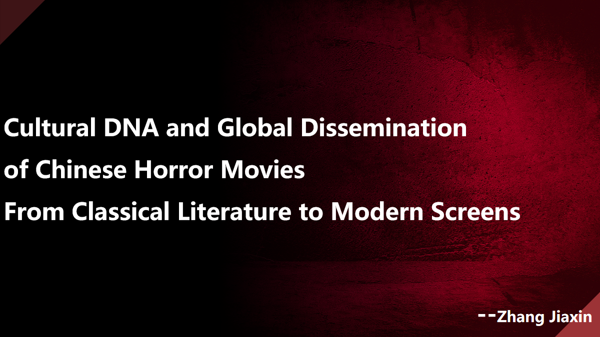 Cultural DNA and Global Dissemination
of Chinese Horror Movies
From Classical Literature to Modern Screens
--Zhang Jiaxin